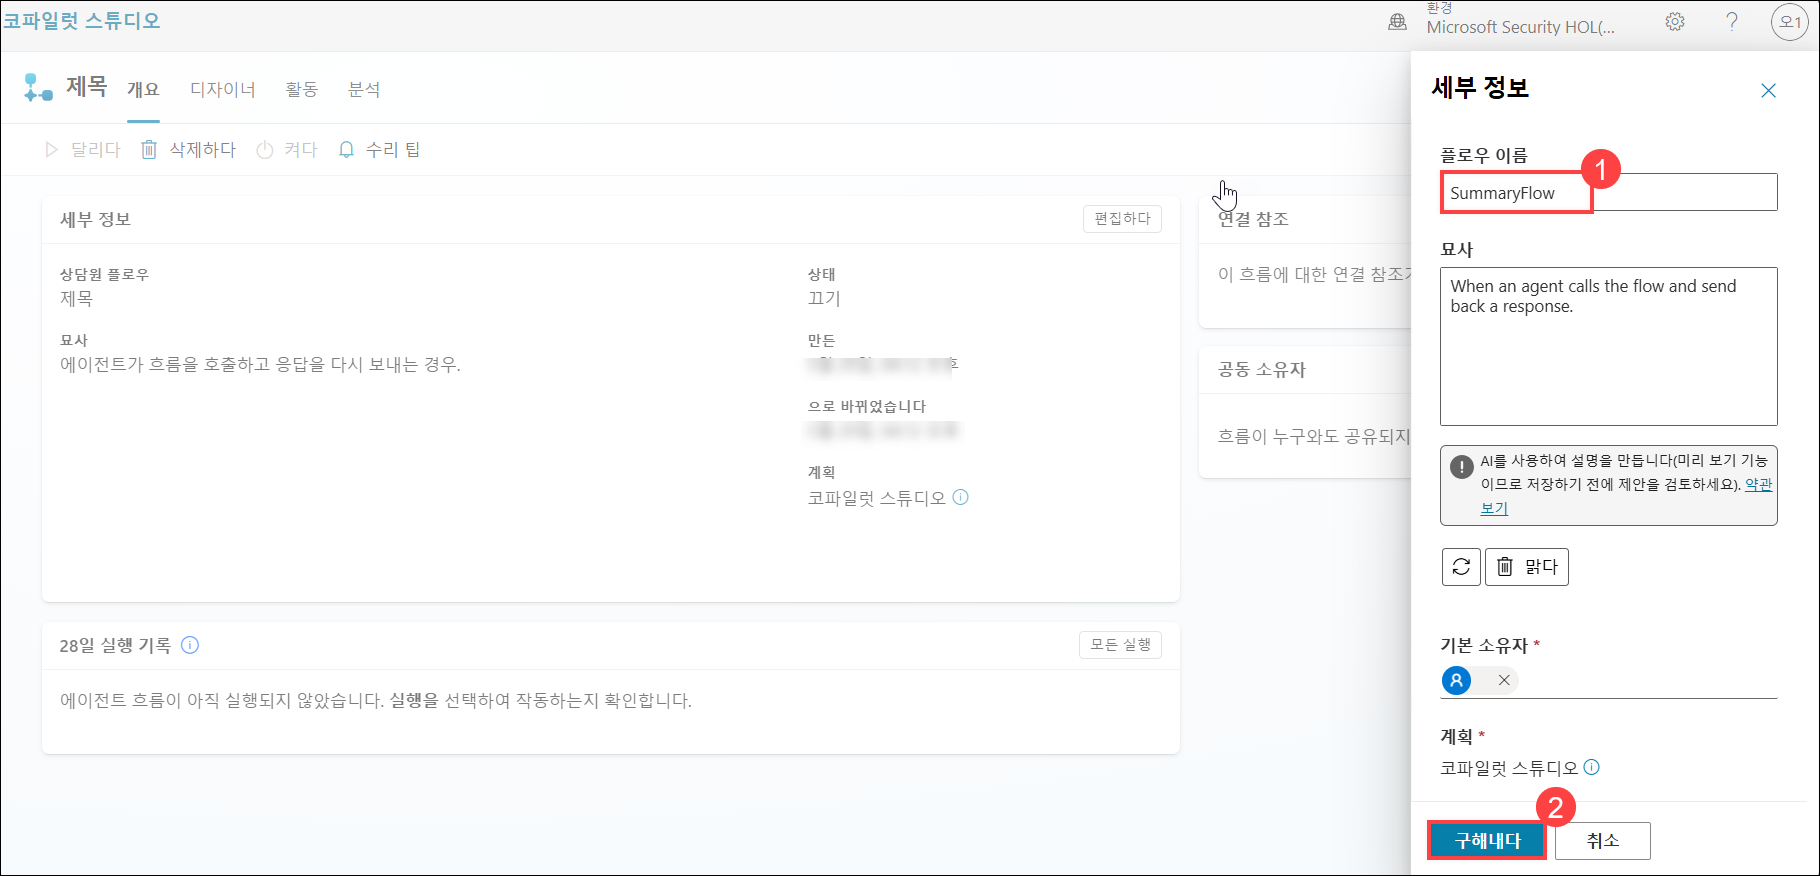 코파일럿 스튜디오
환경
Microsoft Security HOL(...
?
오1
제목
개요
디자이너
활동
분석
달리다
삭제하다
켜다
수리 팁
세부 정보
편집하다
상담원 플로우
제목
묘사
에이전트가 흐름을 호출하고 응답을 다시 보내는 경우.
상태
끄기
만든
으로 바뀌었습니다
계획
코파일럿 스튜디오
연결 참조
이 흐름에 대한 연결 참조가
공동 소유자
흐름이 누구와도 공유되지
28일 실행 기록
모든 실행
에이전트 흐름이 아직 실행되지 않았습니다. 실행을 선택하여 작동하는지 확인합니다.
세부 정보
플로우 이름
1
SummaryFlow
묘사
When an agent calls the flow and send
back a response.
AI를 사용하여 설명을 만듭니다(미리 보기 기능
이므로 저장하기 전에 제안을 검토하세요). 약관
보기
맑다
기본 소유자 *
계획 *
코파일럿 스튜디오
2
구해내다
취소